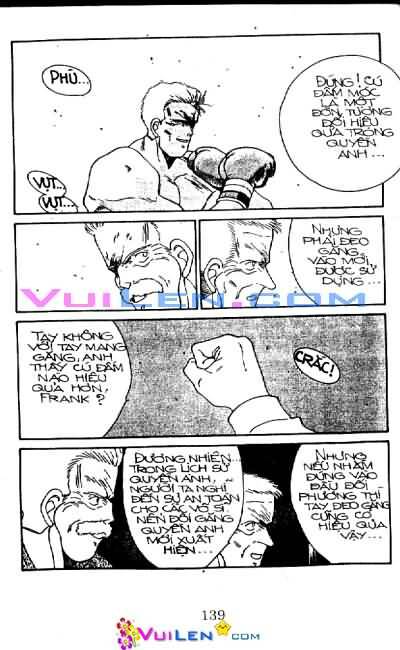 PHÙ...
ĐÚNG! CÚ
ĐẤM MÓC
LÀ MỘT
ĐÒN TƯƠNG
ĐỐI HIỆU
QUẢ TRONG
QUYỀN
ANH...
VỤT...
VỤT...
NHƯNG
PHẢI ĐEO
GĂNG
VÀO MỚI
ĐƯỢC SỬ
DỤNG...
VuiLen.com
TAY KHÔNG
VỚI TAY MANG
GĂNG, ANH
THẤY CÚ ĐẤM
NÀO HIỆU
QUẢ HƠN,
FRANK?
CRẮC!
ĐƯƠNG NHIÊN...
TRONG LỊCH SỬ
QUYỀN ANH,
NGƯỜI TA NGHĨ
ĐẾN SỰ AN TOÀN
CHO CÁC VÕ SĨ
NÊN ĐÔI GĂNG
QUYỀN ANH
MỚI XUẤT
HIỆN...
NHƯNG
NẾU NHẰM
ĐÚNG VÀO
ĐẦU ĐỐI
PHƯƠNG THÌ
TAY ĐEO GĂNG
CŨNG CÓ
HIỆU QUẢ
VẬY...
139
VuiLen.com